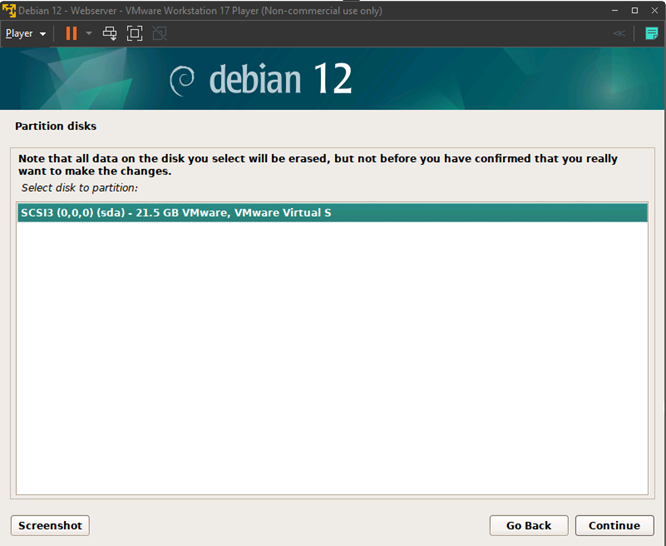 Debian 12 - Webserver - VMware Workstation 17 Player (Non-commercial use only)
Player
debian 12
Partition disks
Note that all data on the disk you select will be erased, but not before you have confirmed that you really
want to make the changes.
Select disk to partition:
SCSI3 (0,0,0) (sda) - 21.5 GB VMware, VMware Virtual S
Screenshot
Go Back
Continue